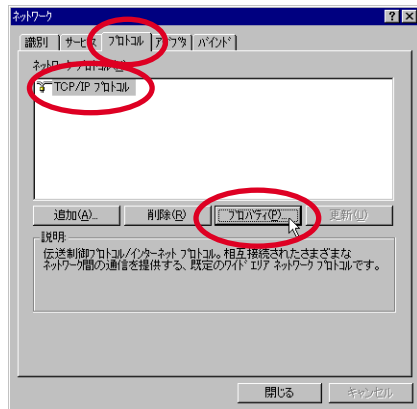 ネットワーク
識別 サービス プロトコル アダプタ バインド
ネットワーク プロトコル(N):
TCP/IP プロトコル
追加(A)... 削除(R) プロパティ(P)... 更新(U)
説明:
伝送制御プロトコル/インターネット プロトコル。相互接続されたさまざまな
ネットワーク間の通信を提供する、既定のワイド エリア ネットワーク プロトコルです。
閉じる キャンセル